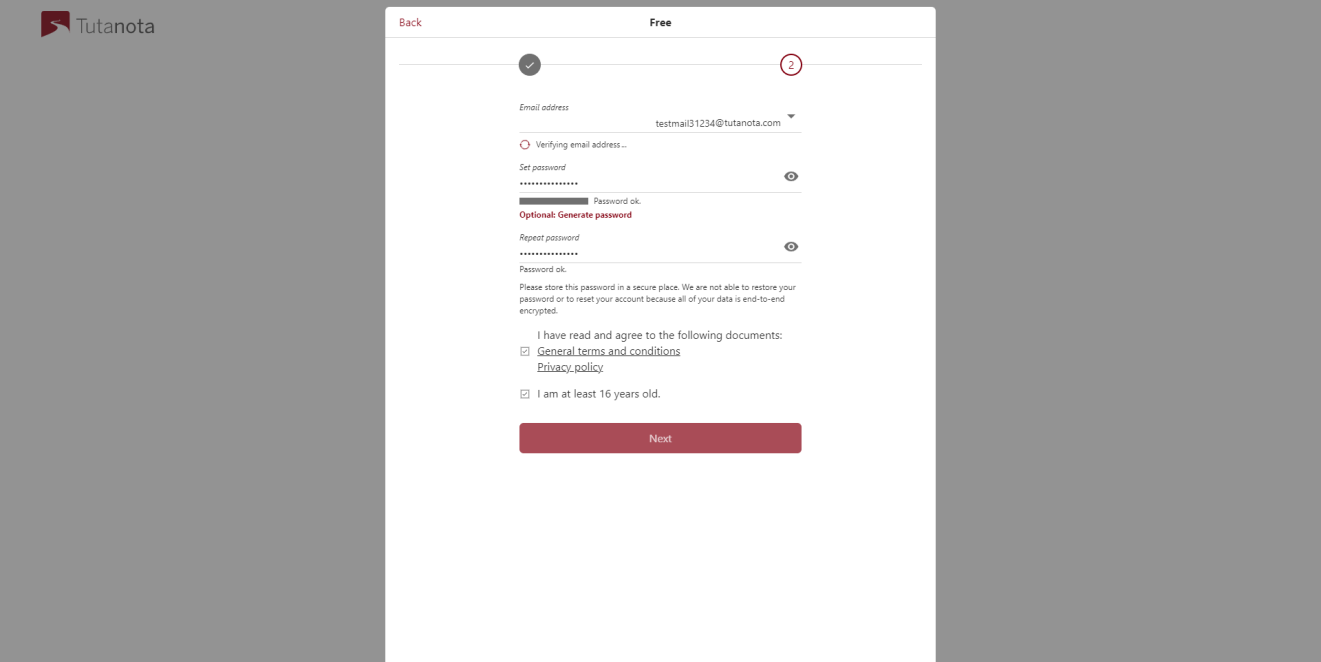 Tutanota
Back
Free
2
Email address
testmail31234@tutanota.com
Verifying email address...
Set password
•••••••••••••••
Password ok.
Optional: Generate password
Repeat password
•••••••••••••••
Password ok.
Please store this password in a secure place. We are not able to restore your
password or to reset your account because all of your data is end-to-end
encrypted.
I have read and agree to the following documents:
General terms and conditions
Privacy policy
I am at least 16 years old.
Next